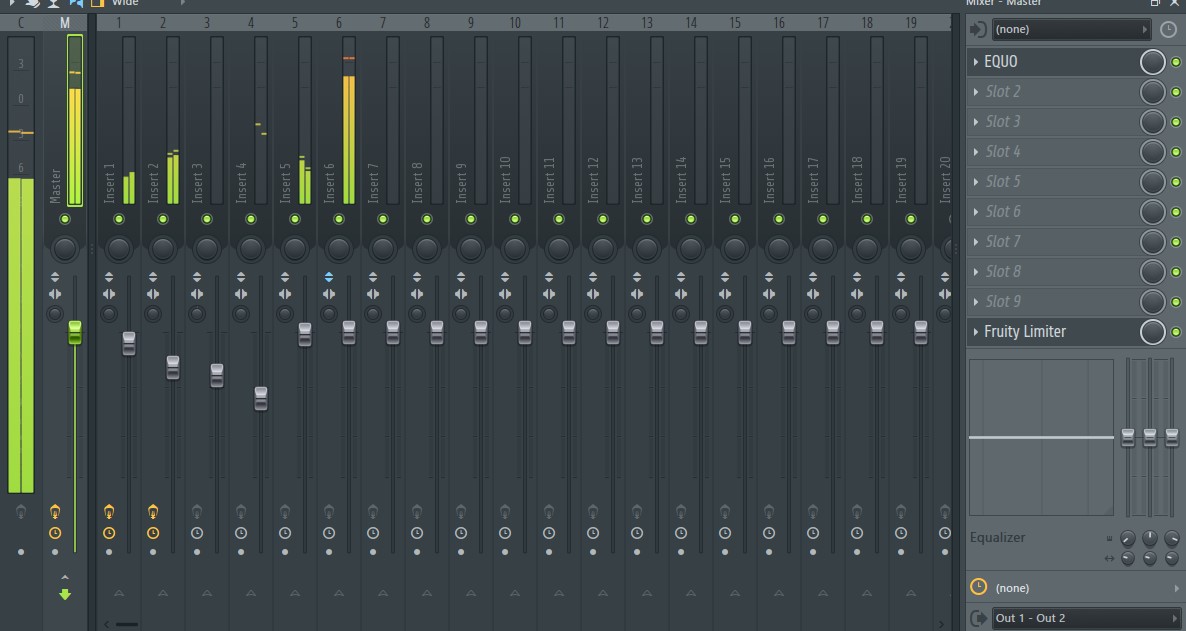 Wide
Mixer - Master
C M 1 2 3 4 5 6 7 8 9 10 11 12 13 14 15 16 17 18 19
(none)
3
0
3
6
Master
Insert 1
Insert 2
Insert 3
Insert 4
Insert 5
Insert 6
Insert 7
Insert 8
Insert 9
Insert 10
Insert 11
Insert 12
Insert 13
Insert 14
Insert 15
Insert 16
Insert 17
Insert 18
Insert 19
Insert 20
EQUO
Slot 2
Slot 3
Slot 4
Slot 5
Slot 6
Slot 7
Slot 8
Slot 9
Fruity Limiter
Equalizer
(none)
Out 1 - Out 2